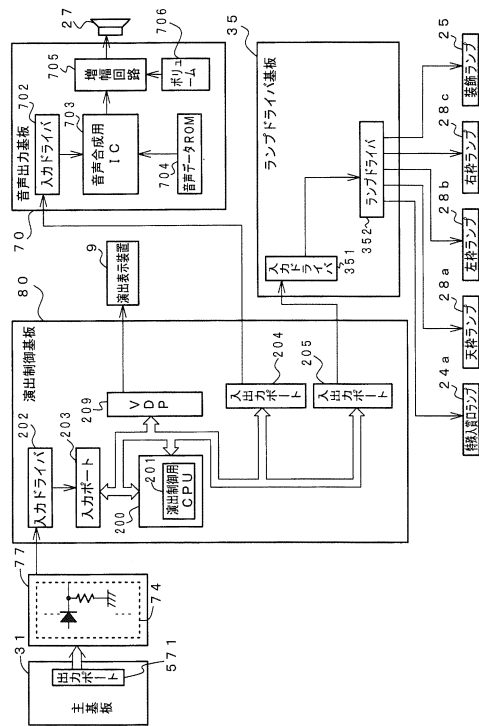 31
主基板
出力ポート
571
77
74
80
演出制御基板
202
入力ドライバ
203
入力ポート
200
201
演出制御用
CPU
209
VDP
9
演出表示装置
204
入出力ポート
205
入出力ポート
70
音声出力基板
702
入力ドライバ
703
音声合成用
IC
704
音声データROM
705
増幅回路
706
ボリュ
ーム
27
35
ランプドライバ基板
351
入力ド
ライバ
352
ランプドライバ
25
装飾ランプ
28c
右枠ランプ
28b
左枠ランプ
28a
天枠ランプ
24a
特殊入賞口ランプ